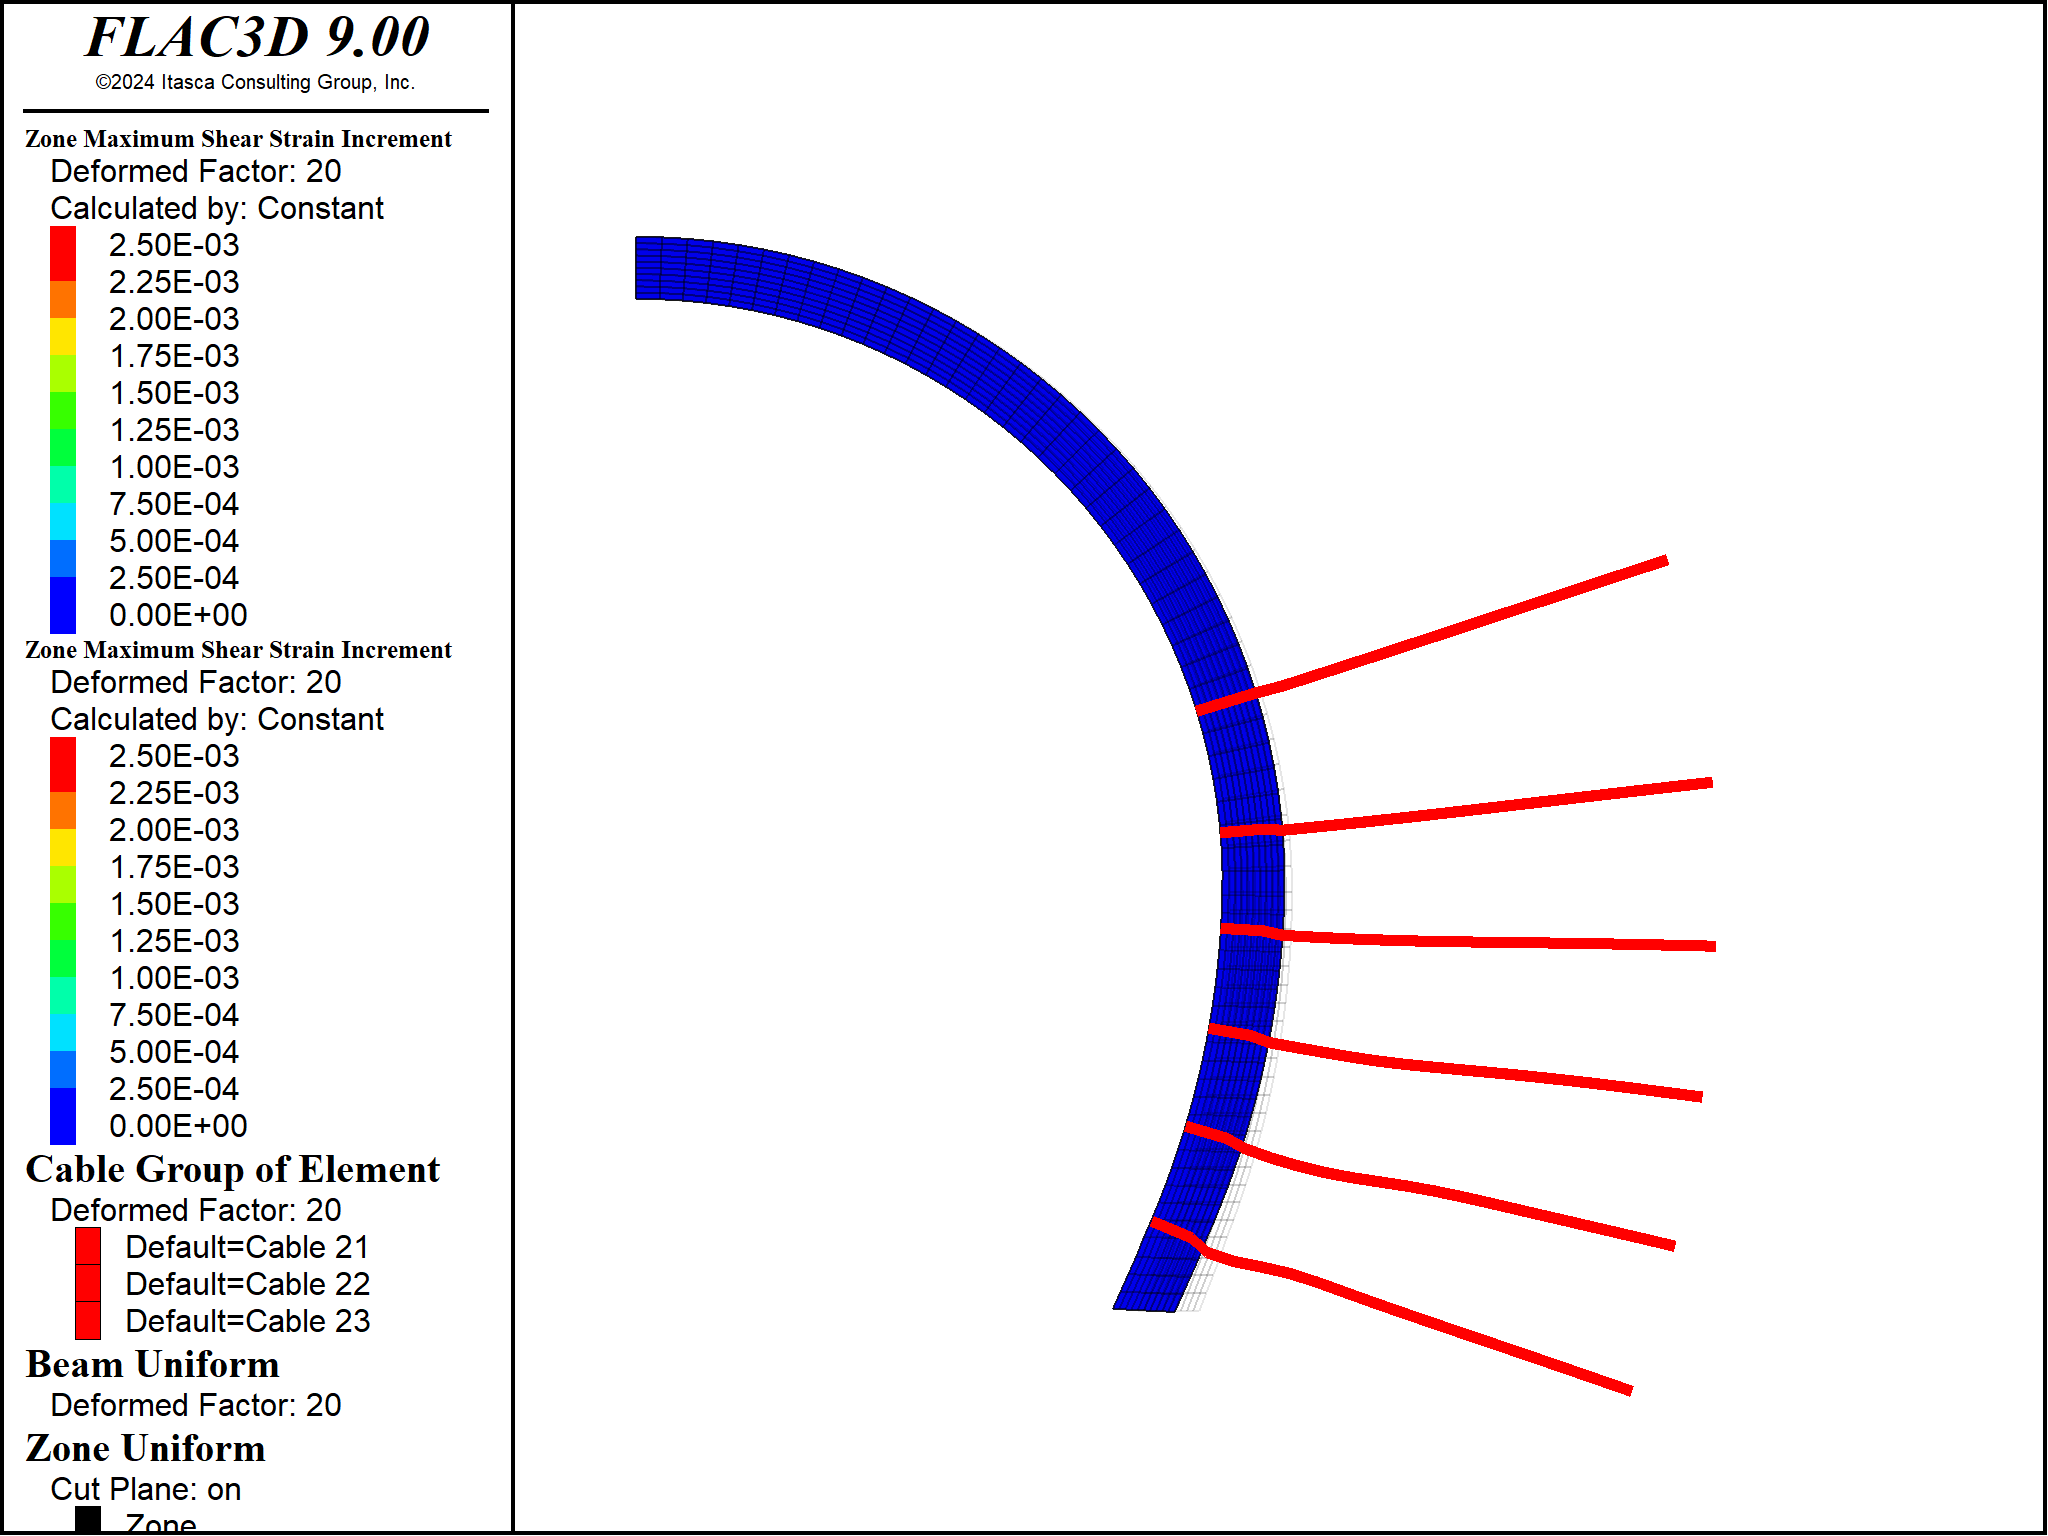 FLAC3D 9.00
©2024 Itasca Consulting Group, Inc.
Zone Maximum Shear Strain Increment
Deformed Factor: 20
Calculated by: Constant
2.50E-03
2.25E-03
2.00E-03
1.75E-03
1.50E-03
1.25E-03
1.00E-03
7.50E-04
5.00E-04
2.50E-04
0.00E+00
Zone Maximum Shear Strain Increment
Deformed Factor: 20
Calculated by: Constant
2.50E-03
2.25E-03
2.00E-03
1.75E-03
1.50E-03
1.25E-03
1.00E-03
7.50E-04
5.00E-04
2.50E-04
0.00E+00
Cable Group of Element
Deformed Factor: 20
Default=Cable 21
Default=Cable 22
Default=Cable 23
Beam Uniform
Deformed Factor: 20
Zone Uniform
Cut Plane: on
Zone